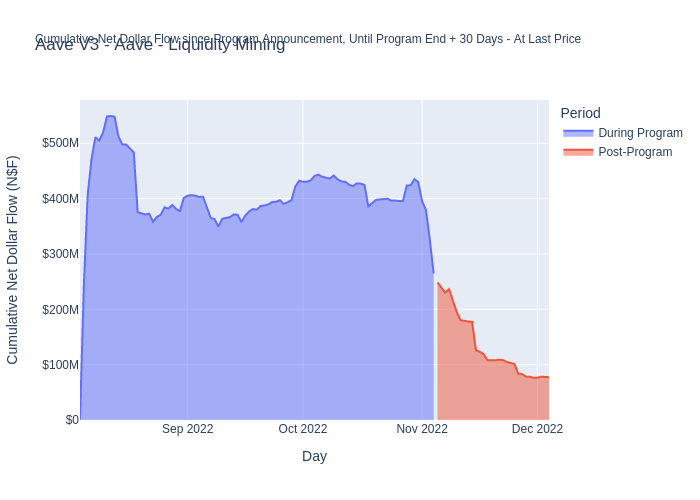 Cumulative Net Dollar Flow since Program Announcement, Until Program End + 30 Days - At Last Price
Aave V3 - Aave - Liquidity Mining
Period
During Program
Post-Program
Cumulative Net Dollar Flow (N$F)
$500M
$400M
$300M
$200M
$100M
$0
Sep 2022
Oct 2022
Nov 2022
Dec 2022
Day